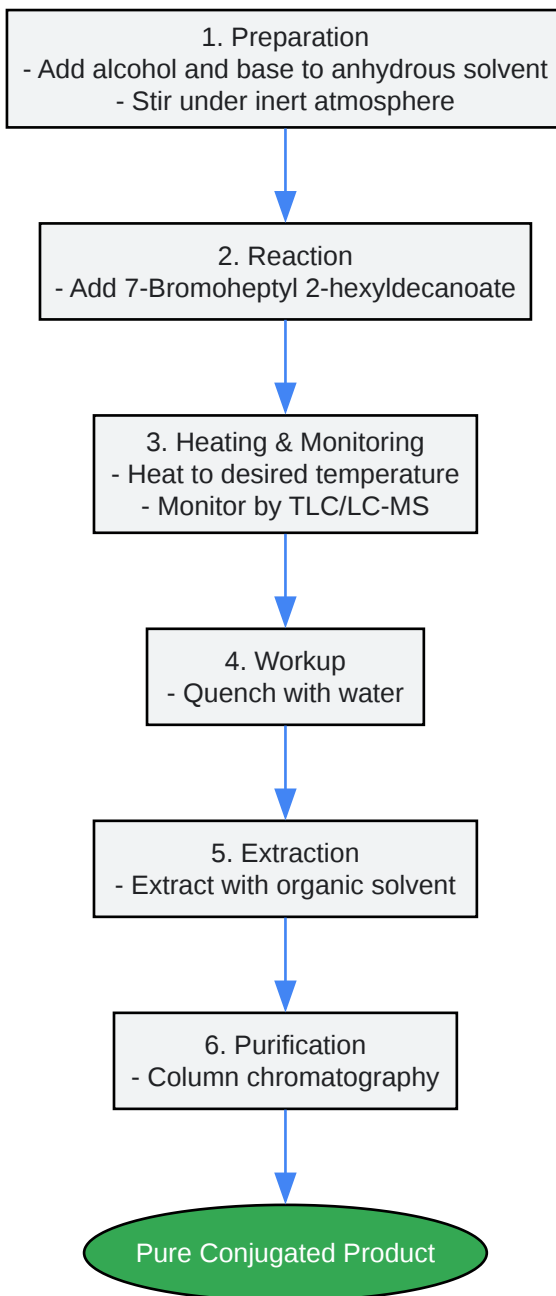 1. Preparation
- Add alcohol and base to anhydrous solvent
- Stir under inert atmosphere
2. Reaction
- Add 7-Bromoheptyl 2-hexyldecanoate
3. Heating & Monitoring
- Heat to desired temperature
- Monitor by TLC/LC-MS
4. Workup
- Quench with water
5. Extraction
- Extract with organic solvent
6. Purification
- Column chromatography
Pure Conjugated Product